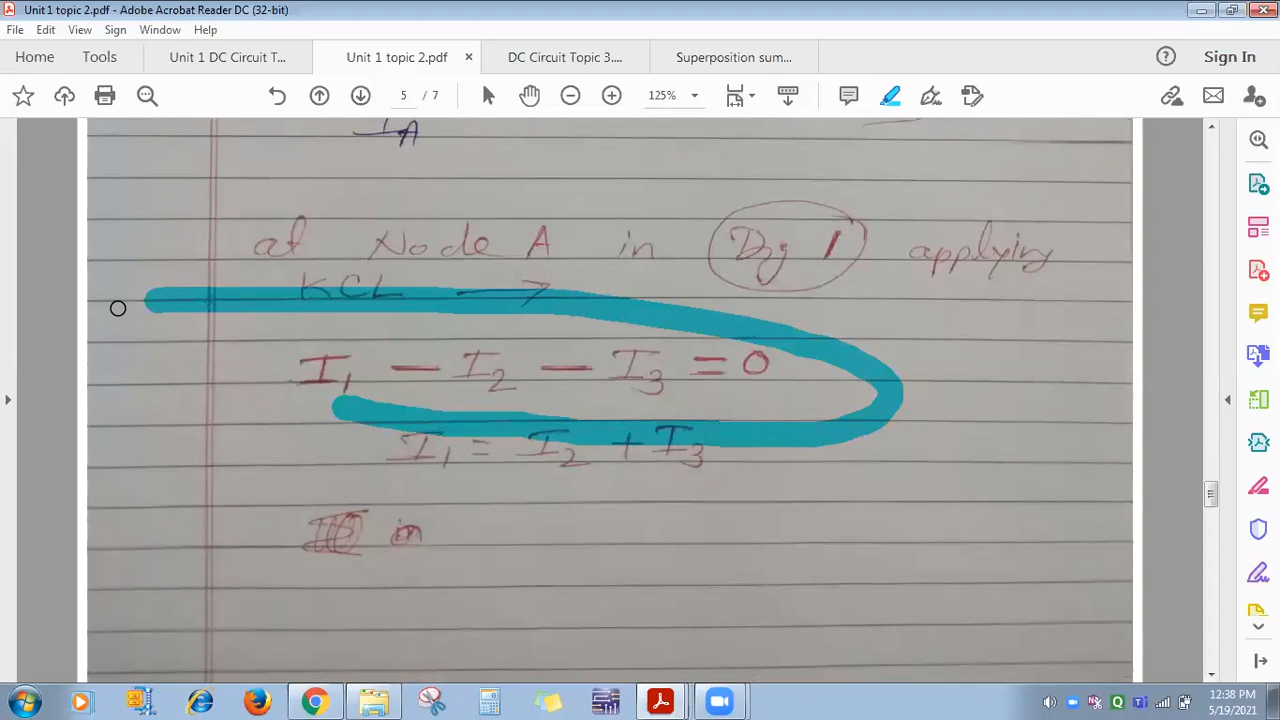 Unit 1 topic 2.pdf - Adobe Acrobat Reader DC (32-bit)
File Edit View Sign Window Help
Home Tools Unit 1 DC Circuit T... Unit 1 topic 2.pdf × DC Circuit Topic 3.... Superposition sum... Sign In
5 / 7 125%
I_A
at Node A in Dzg 1 applying
KCL →
I₁ − I₂ − I₃ = 0
I₁ = I₂ + I₃
in
12:38 PM
5/19/2021